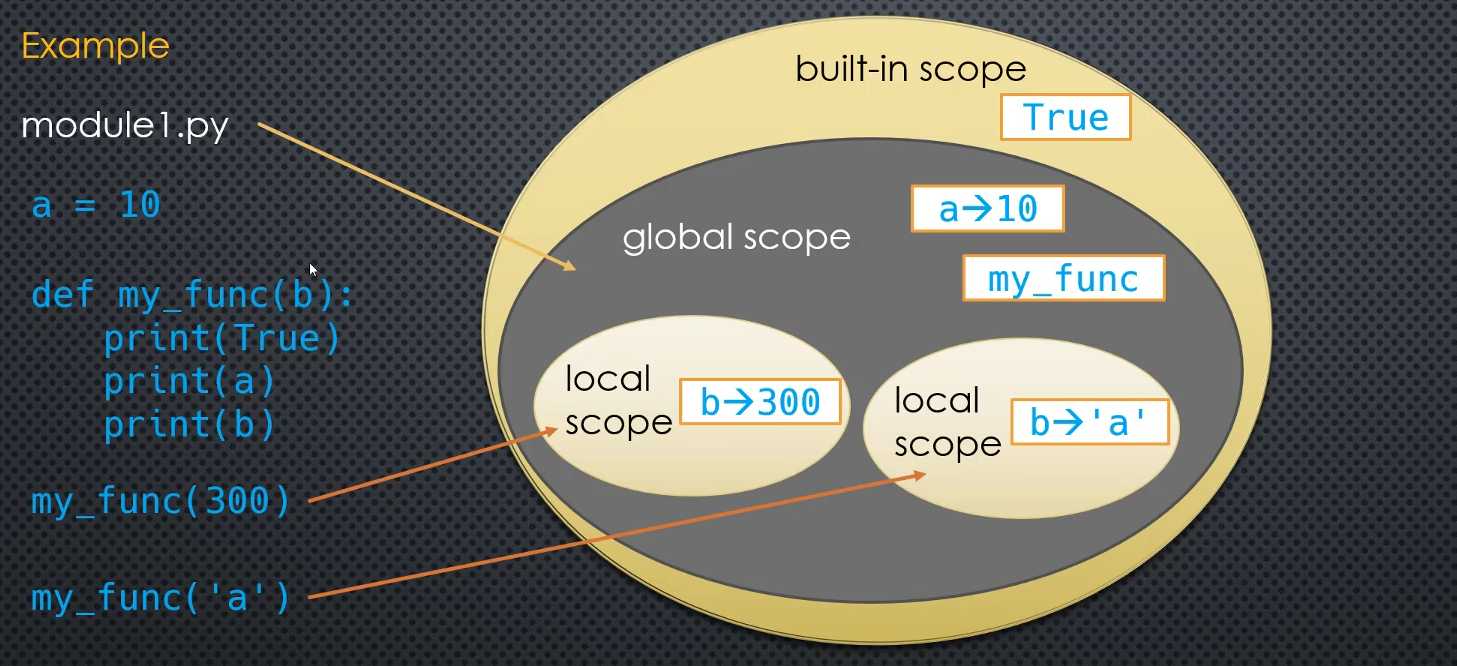 Example
module1.py
a = 10
def my_func(b):
    print(True)
    print(a)
    print(b)
my_func(300)
my_func('a')
built-in scope
True
global scope
a→10
my_func
local
scope
b→300
local
scope
b→'a'